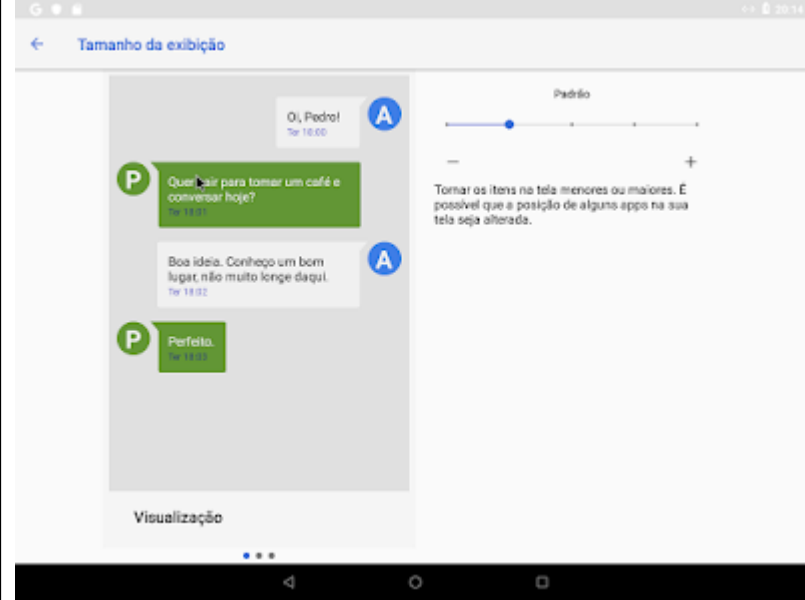 G
20:14
Tamanho da exibição
Oi, Pedro!
Ter 18:00
A
P
sair para tomar um café e
conversar hoje?
Ter 18:01
Boa ideia. Conheço um bom
lugar, não muito longe daqui.
Ter 18:02
A
P
Perfeito.
Ter 18:03
Visualização
Padrão
Tornar os itens na tela menores ou maiores. É
possível que a posição de alguns apps na sua
tela seja alterada.